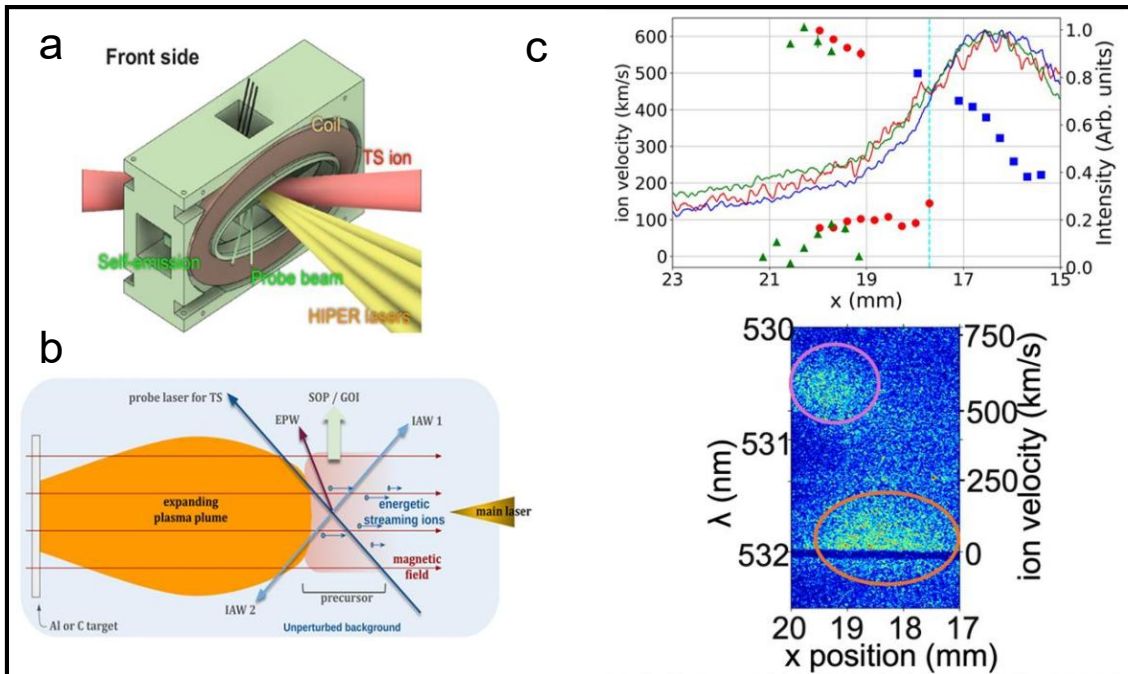 a
Front side
Coil
TS ion
Self-emission
Probe beam
HIPER lasers
b
probe laser for TS
SOP / GOI
EPW
IAW 1
expanding
plasma plume
energetic
streaming ions
main laser
magnetic
field
IAW 2
precursor
Al or C target
Unperturbed background
c
600
500
400
300
200
100
0
ion velocity (km/s)
1.0
0.8
0.6
0.4
0.2
0.0
Intensity (Arb. units)
23 21 19 17 15
x (mm)
530
531
532
λ (nm)
750
500
250
0
ion velocity (km/s)
20 19 18 17
x position (mm)